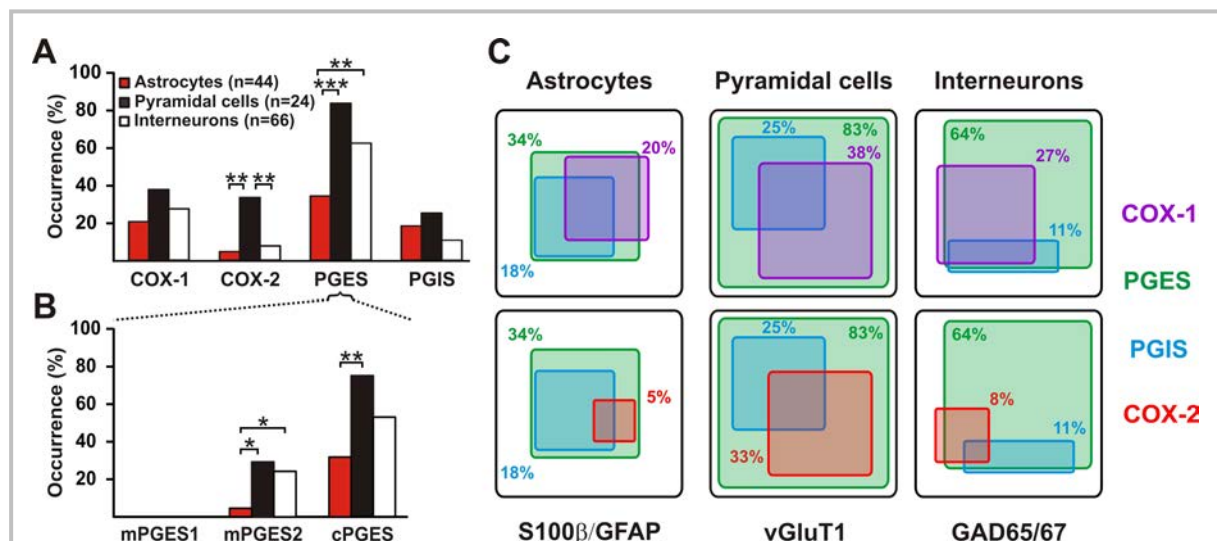 A
Occurrence (%)
100
80
60
40
20
Astrocytes (n=44)
Pyramidal cells (n=24)
Interneurons (n=66)
** ** *** **
COX-1 COX-2 PGES PGIS
B
Occurrence (%)
100
80
60
40
20
* * **
mPGES1 mPGES2 cPGES
C
Astrocytes Pyramidal cells Interneurons
34% 20% 18%
25% 83% 38%
64% 27% 11%
34% 5% 18%
25% 83% 33%
64% 8% 11%
S100β/GFAP vGluT1 GAD65/67
COX-1
PGES
PGIS
COX-2